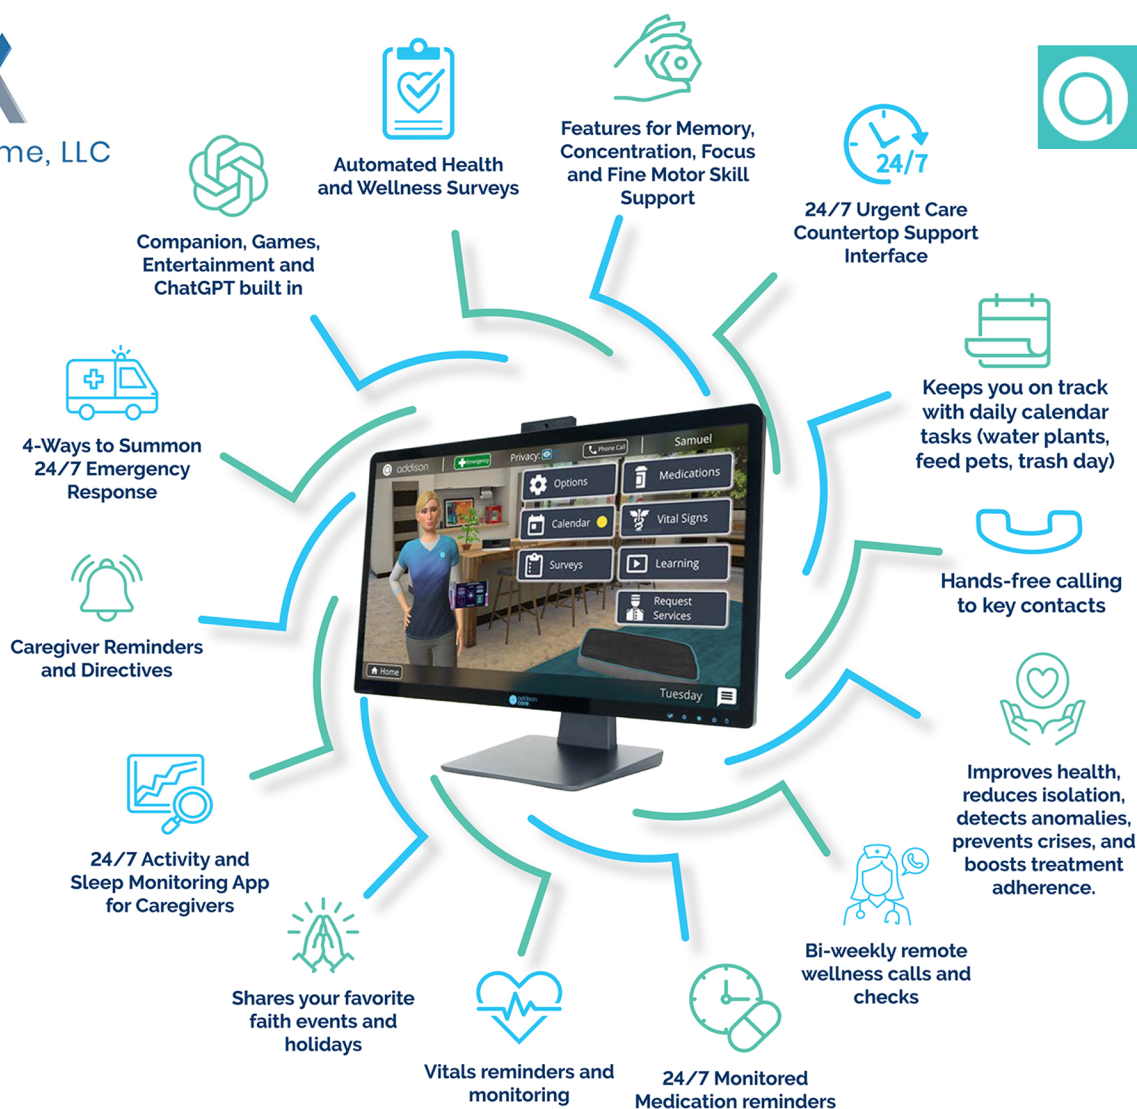 me, LLC
Automated Health
and Wellness Surveys
Features for Memory,
Concentration, Focus
and Fine Motor Skill
Support
24/7
24/7 Urgent Care
Countertop Support
Interface
Companion, Games,
Entertainment and
ChatGPT built in
Keeps you on track
with daily calendar
tasks (water plants,
feed pets, trash day)
4-Ways to Summon
24/7 Emergency
Response
Hands-free calling
to key contacts
Caregiver Reminders
and Directives
addison
Emergency
Privacy:
Phone Call
Samuel
Options
Medications
Calendar
Vital Signs
Surveys
Learning
Request
Services
Home
Tuesday
addison
care
Improves health,
reduces isolation,
detects anomalies,
prevents crises, and
boosts treatment
adherence.
24/7 Activity and
Sleep Monitoring App
for Caregivers
Bi-weekly remote
wellness calls and
checks
Shares your favorite
faith events and
holidays
Vitals reminders and
monitoring
24/7 Monitored
Medication reminders